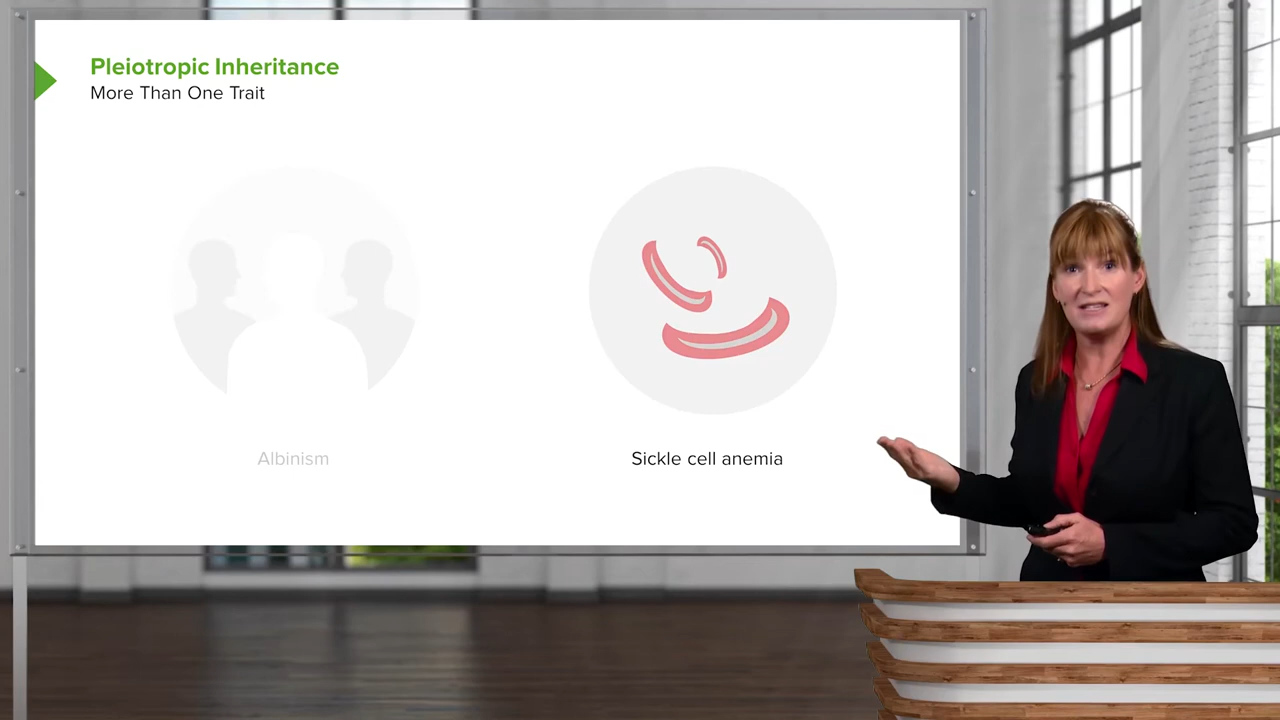 Pleiotropic Inheritance
More Than One Trait
Albinism
Sickle cell anemia